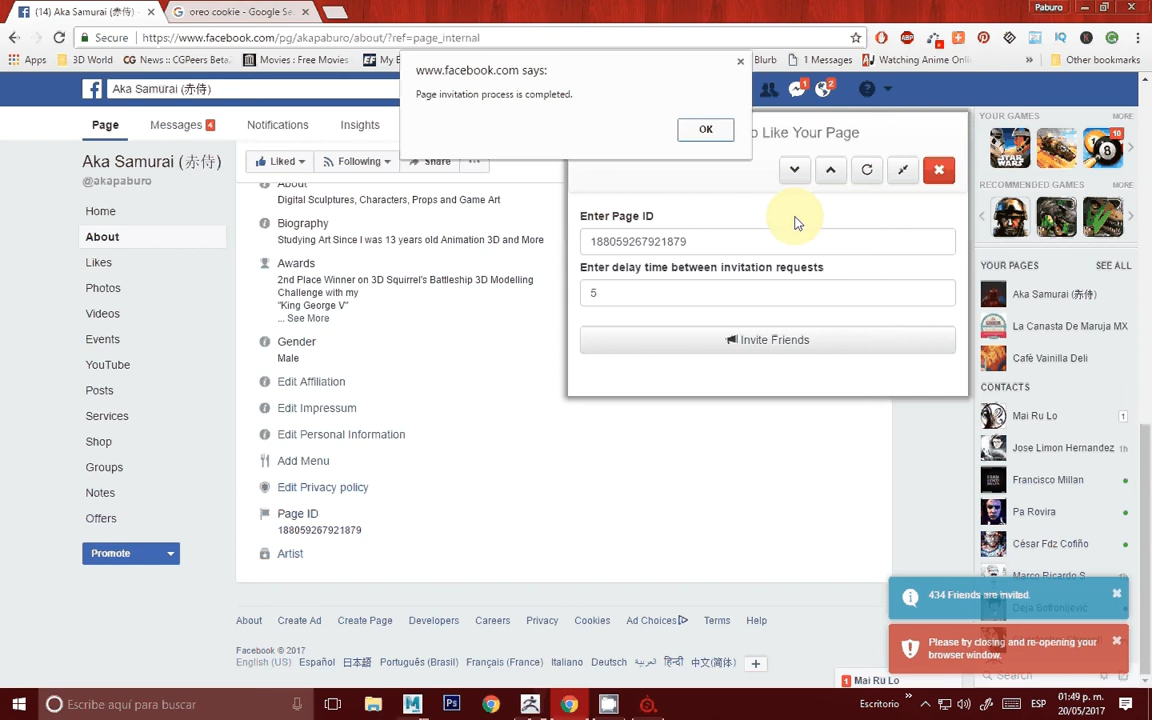 (14) Aka Samurai (赤侍)
oreo cookie - Google Se
Paburo
Secure
https://www.facebook.com/pg/akapaburo/about/?ref=page_internal
Apps
3D World
News :: CGPeers Beta
Movies : Free Movies
My B
Blurb
1 Messages
Watching Anime Onli
Other bookmarks
www.facebook.com says:
Page invitation process is completed.
OK
Aka Samurai (赤侍)
1
2
Page
Messages 4
Notifications
Insights
o Like Your Page
Aka Samurai (赤侍)
@akapaburo
Home
About
Likes
Photos
Videos
Events
YouTube
Posts
Services
Shop
Groups
Notes
Offers
Promote
Liked
Following
Share
About
Digital Sculptures, Characters, Props and Game Art
Biography
Studying Art Since I was 13 years old Animation 3D and More
Awards
2nd Place Winner on 3D Squirrel's Battleship 3D Modelling
Challenge with my
"King George V"
... See More
Gender
Male
Edit Affiliation
Edit Impressum
Edit Personal Information
Add Menu
Edit Privacy policy
Page ID
188059267921879
Artist
Enter Page ID
188059267921879
Enter delay time between invitation requests
5
Invite Friends
YOUR GAMES
MORE
10
RECOMMENDED GAMES
MORE
YOUR PAGES
SEE ALL
Aka Samurai (赤侍)
La Canasta De Maruja MX
Cafè Vainilla Deli
CONTACTS
Mai Ru Lo
1
Jose Limon Hernandez
1h
Francisco Millan
Pa Rovira
César Fdz Cofiño
Marco Ricardo S
434 Friends are invited.
Please try closing and re-opening your
browser window.
Search
1 Mai Ru Lo
About
Create Ad
Create Page
Developers
Careers
Privacy
Cookies
Ad Choices
Terms
Help
Facebook © 2017
English (US)
Español
日本語
Português (Brasil)
Français (France)
Italiano
Deutsch
العربية
हिन्दी
中文(简体)
Escribe aquí para buscar
Escritorio
ESP
01:49 p. m.
20/05/2017